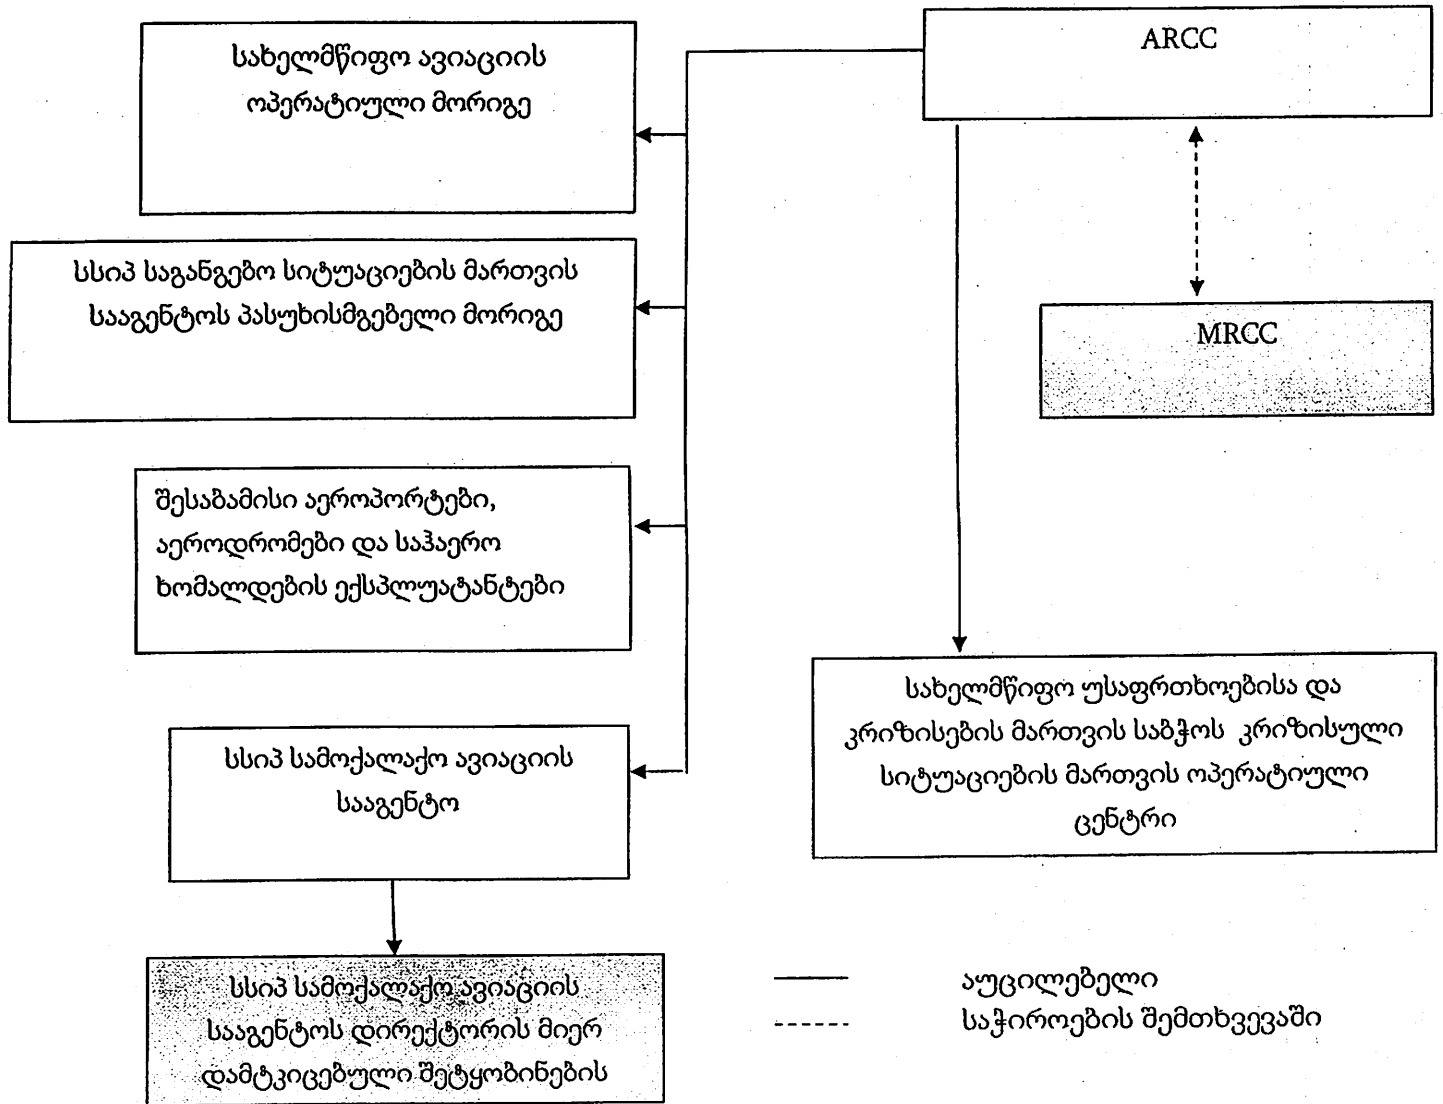 სახელმწიფო ავიაციის
ოპერატიული მორიგე
ARCC
სსიპ საგანგებო სიტუაციების მართვის
სააგენტოს პასუხისმგებელი მორიგე
MRCC
შესაბამისი აეროპორტები,
აეროდრომები და საჰაერო
ხომალდების ექსპლუატანტები
სახელმწიფო უსაფრთხოებისა და
კრიზისების მართვის საბჭოს კრიზისული
სიტუაციების მართვის ოპერატიული
ცენტრი
სსიპ სამოქალაქო ავიაციის
სააგენტო
სსიპ სამოქალაქო ავიაციის
სააგენტოს დირექტორის მიერ
დამტკიცებული შეტყობინების
აუცილებელი
საჭიროების შემთხვევაში